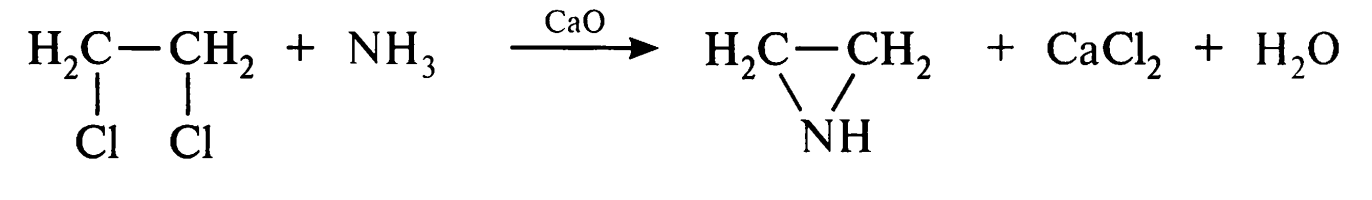 CaO
H₂C—CH₂ + NH₃ → H₂C—CH₂ + CaCl₂ + H₂O
Cl Cl NH